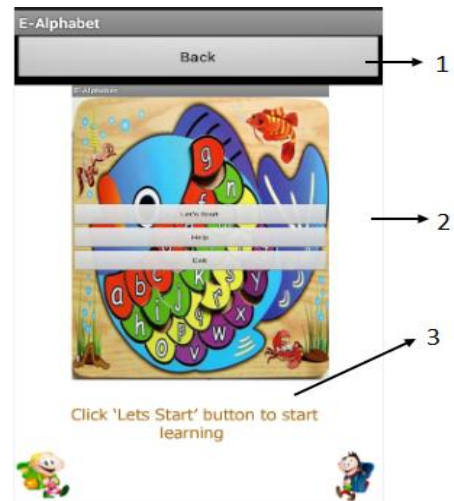 E-Alphabet
Back
1
E-Alphabet
g
n
Let's Start
2
Help
Exit
a b c k s y
h i j r x
o p v w
3
Click 'Lets Start' button to start
learning